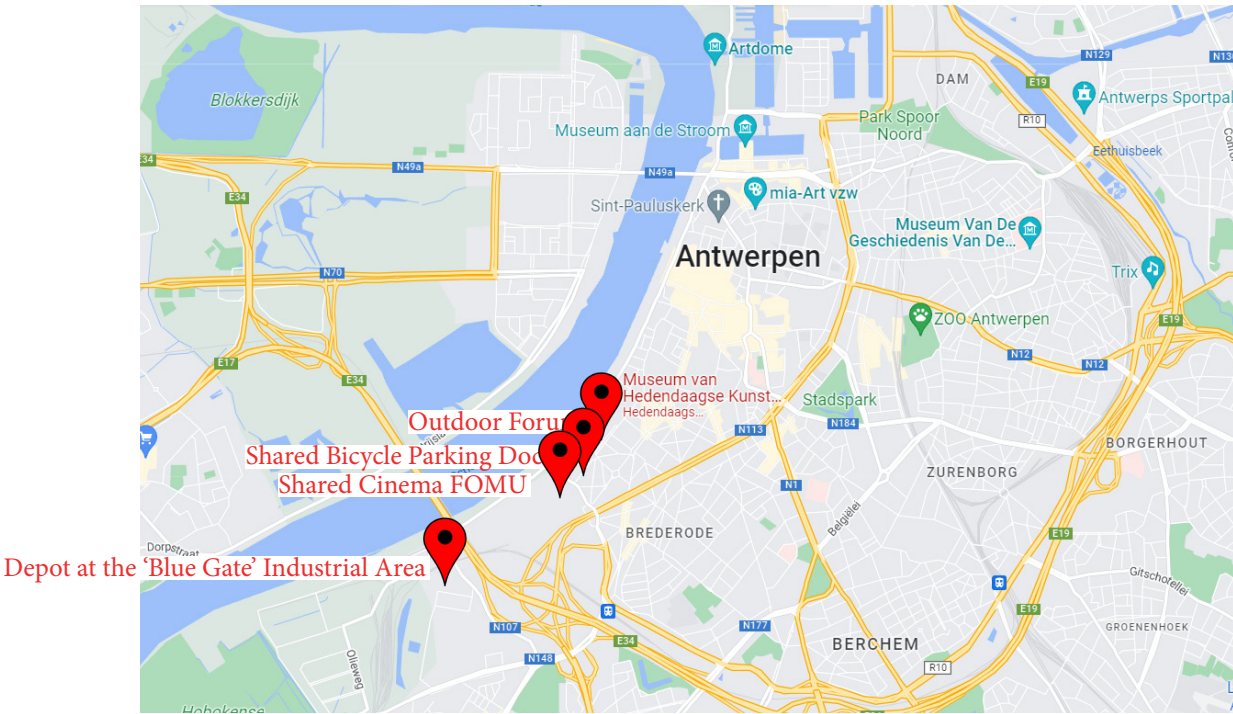 Artdome
N129
N130
DAM
E19
Blokkersdijk
Antwerps Sportpal
Park Spoor
Noord
R10
Museum aan de Stroom
Eethuisbeek
E34
N49a
N49a
E34
mia-Art vzw
Sint-Pauluskerk
Museum Van De
Geschiedenis Van De...
Antwerpen
N70
Trix
ZOO Antwerpen
E19
N12
E17
N12
E34
Museum van
Hedendaagse Kunst...
Hedendaags...
Stadspark
Outdoor Foru
N184
N113
BORGERHOUT
Shared Bicycle Parking Doc
ZURENBORG
Shared Cinema FOMU
N1
Belgiëlei
BREDERODE
E19
Dorpstraat
Depot at the ‘Blue Gate’ Industrial Area
Gitschotellei
E19
N107
N177
GROENENHOEK
E34
BERCHEM
Olieweg
N148
R10
Hobokense